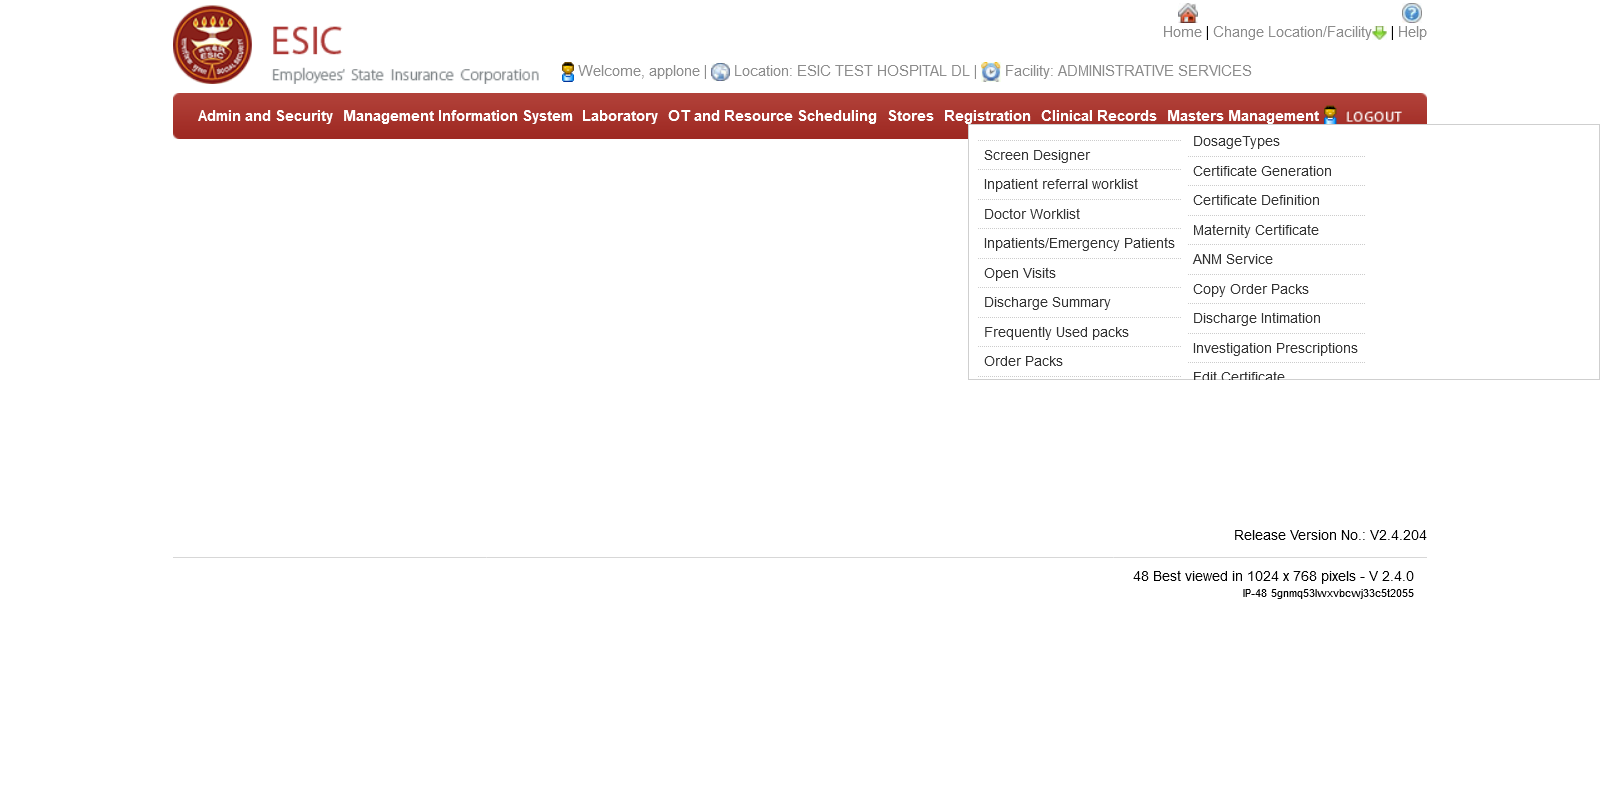 Home | Change Location/Facility | Help
ESIC
Employees' State Insurance Corporation
Welcome, applone | Location: ESIC TEST HOSPITAL DL | Facility: ADMINISTRATIVE SERVICES
Admin and Security Management Information System Laboratory OT and Resource Scheduling Stores Registration Clinical Records Masters Management LOGOUT
Screen Designer
Inpatient referral worklist
Doctor Worklist
Inpatients/Emergency Patients
Open Visits
Discharge Summary
Frequently Used packs
Order Packs
DosageTypes
Certificate Generation
Certificate Definition
Maternity Certificate
ANM Service
Copy Order Packs
Discharge Intimation
Investigation Prescriptions
Edit Certificate
Release Version No.: V2.4.204
48 Best viewed in 1024 x 768 pixels - V 2.4.0